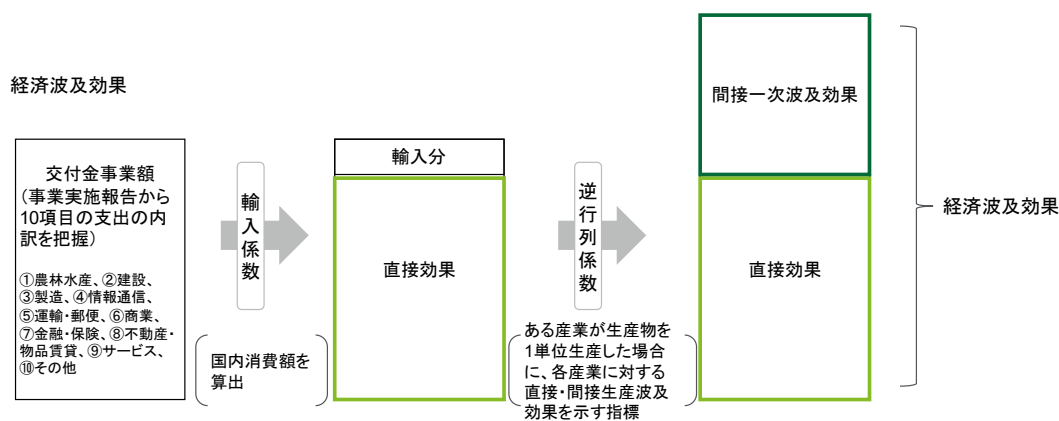 経済波及効果
交付金事業額
(事業実施報告から
10項目の支出の内
訳を把握)
①農林水産、②建設、
③製造、④情報通信、
⑤運輸・郵便、⑥商業、
⑦金融・保険、⑧不動産・
物品賃貸、⑨サービス、
⑩その他
輸入係数
国内消費額を
算出
輸入分
直接効果
逆行列係数
ある産業が生産物を
1単位生産した場合
に、各産業に対する
直接・間接生産波及
効果を示す指標
間接一次波及効果
直接効果
経済波及効果